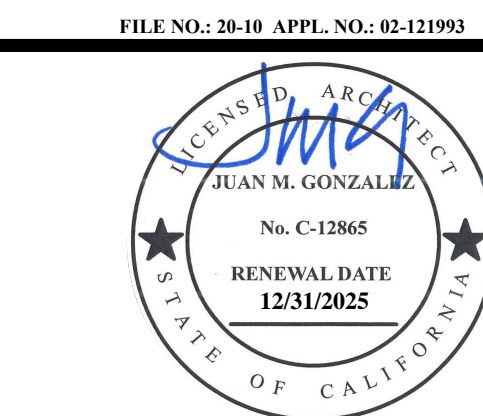 FILE NO.: 20-10 APPL. NO.: 02-121993
LICENSED ARCHITECT
JUAN M. GONZALEZ
No. C-12865
RENEWAL DATE
12/31/2025
STATE OF CALIFORNIA